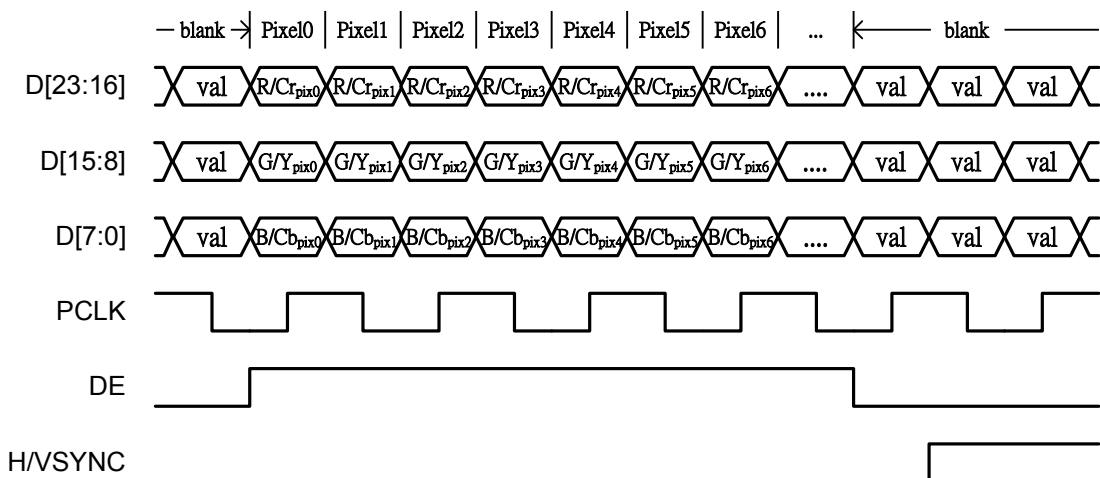 blank Pixel0 Pixel1 Pixel2 Pixel3 Pixel4 Pixel5 Pixel6 ... blank
D[23:16] val R/Crpix0 R/Crpix1 R/Crpix2 R/Crpix3 R/Crpix4 R/Crpix5 R/Crpix6 .... val val val
D[15:8] val G/Ypix0 G/Ypix1 G/Ypix2 G/Ypix3 G/Ypix4 G/Ypix5 G/Ypix6 .... val val val
D[7:0] val B/Cbpix0 B/Cbpix1 B/Cbpix2 B/Cbpix3 B/Cbpix4 B/Cbpix5 B/Cbpix6 .... val val val
PCLK
DE
H/VSYNC